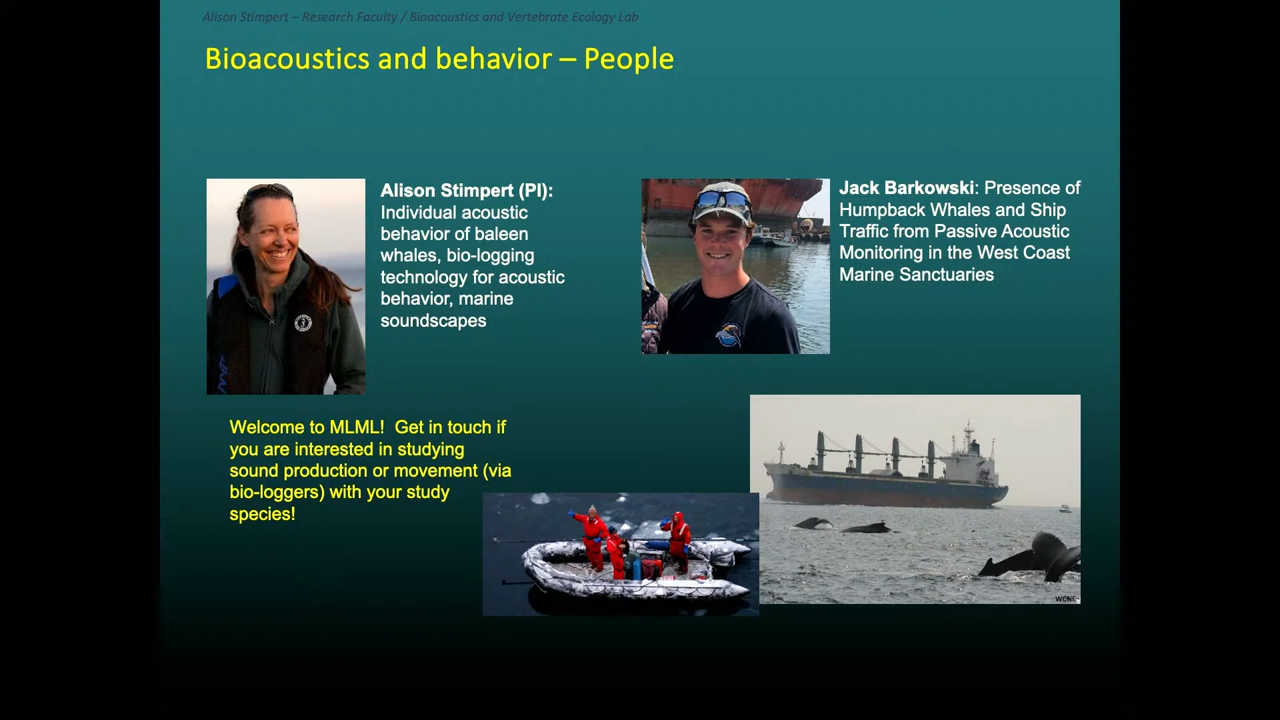 Alison Stimpert – Research Faculty / Bioacoustics and Vertebrate Ecology Lab
Bioacoustics and behavior – People
Alison Stimpert (PI):
Individual acoustic
behavior of baleen
whales, bio-logging
technology for acoustic
behavior, marine
soundscapes
Jack Barkowski: Presence of
Humpback Whales and Ship
Traffic from Passive Acoustic
Monitoring in the West Coast
Marine Sanctuaries
Welcome to MLML!  Get in touch if
you are interested in studying
sound production or movement (via
bio-loggers) with your study
species!